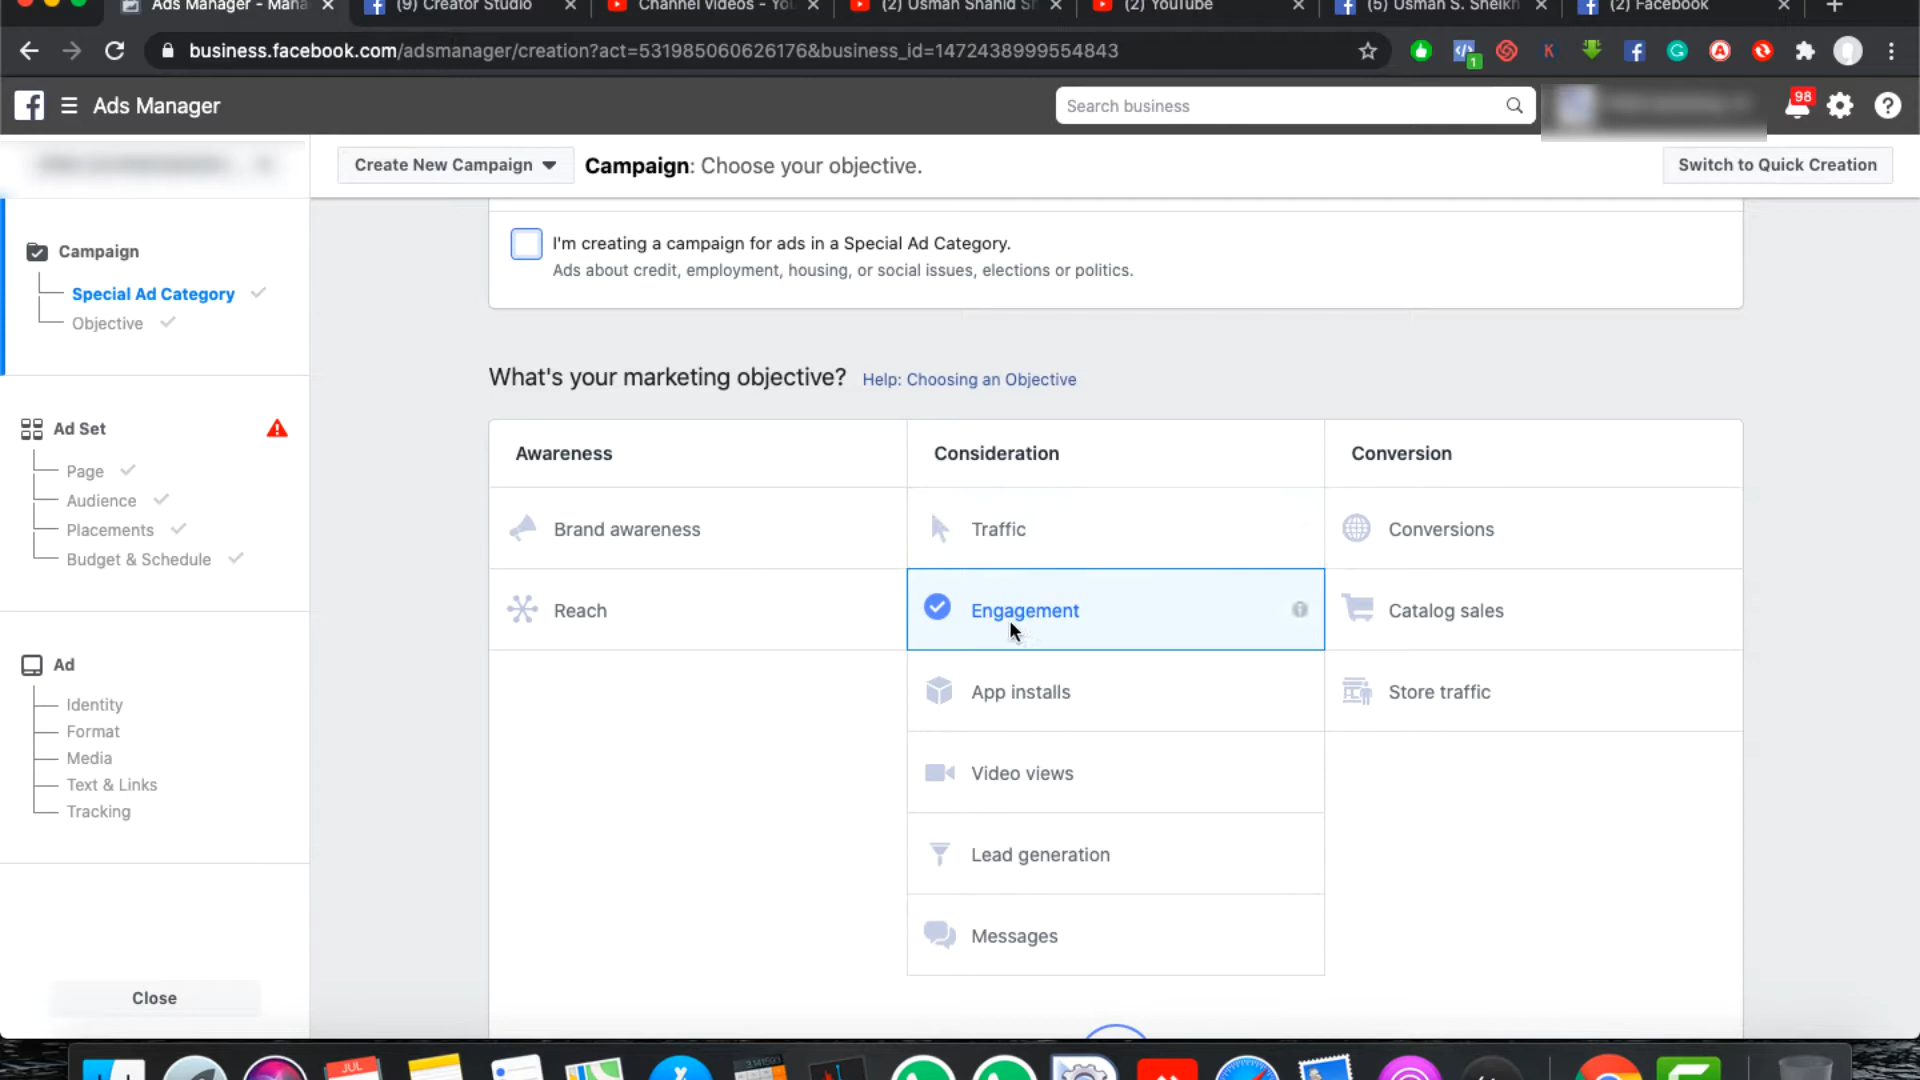 Ads Manager - Mana
(9) Creator Studio
Channel videos - You
(2) Usman Shahid Sh
(2) YouTube
(5) Usman S. Sheikh
(2) Facebook
business.facebook.com/adsmanager/creation?act=531985060626176&business_id=1472438999554843
1
Ads Manager
Search business
98
Create New Campaign
Campaign: Choose your objective.
Switch to Quick Creation
Campaign
Special Ad Category
Objective
Ad Set
Page
Audience
Placements
Budget & Schedule
Ad
Identity
Format
Media
Text & Links
Tracking
Close
I'm creating a campaign for ads in a Special Ad Category.
Ads about credit, employment, housing, or social issues, elections or politics.
What's your marketing objective? Help: Choosing an Objective
Awareness
Consideration
Conversion
Brand awareness
Traffic
Conversions
Reach
Engagement
Catalog sales
App installs
Store traffic
Video views
Lead generation
Messages
JUL